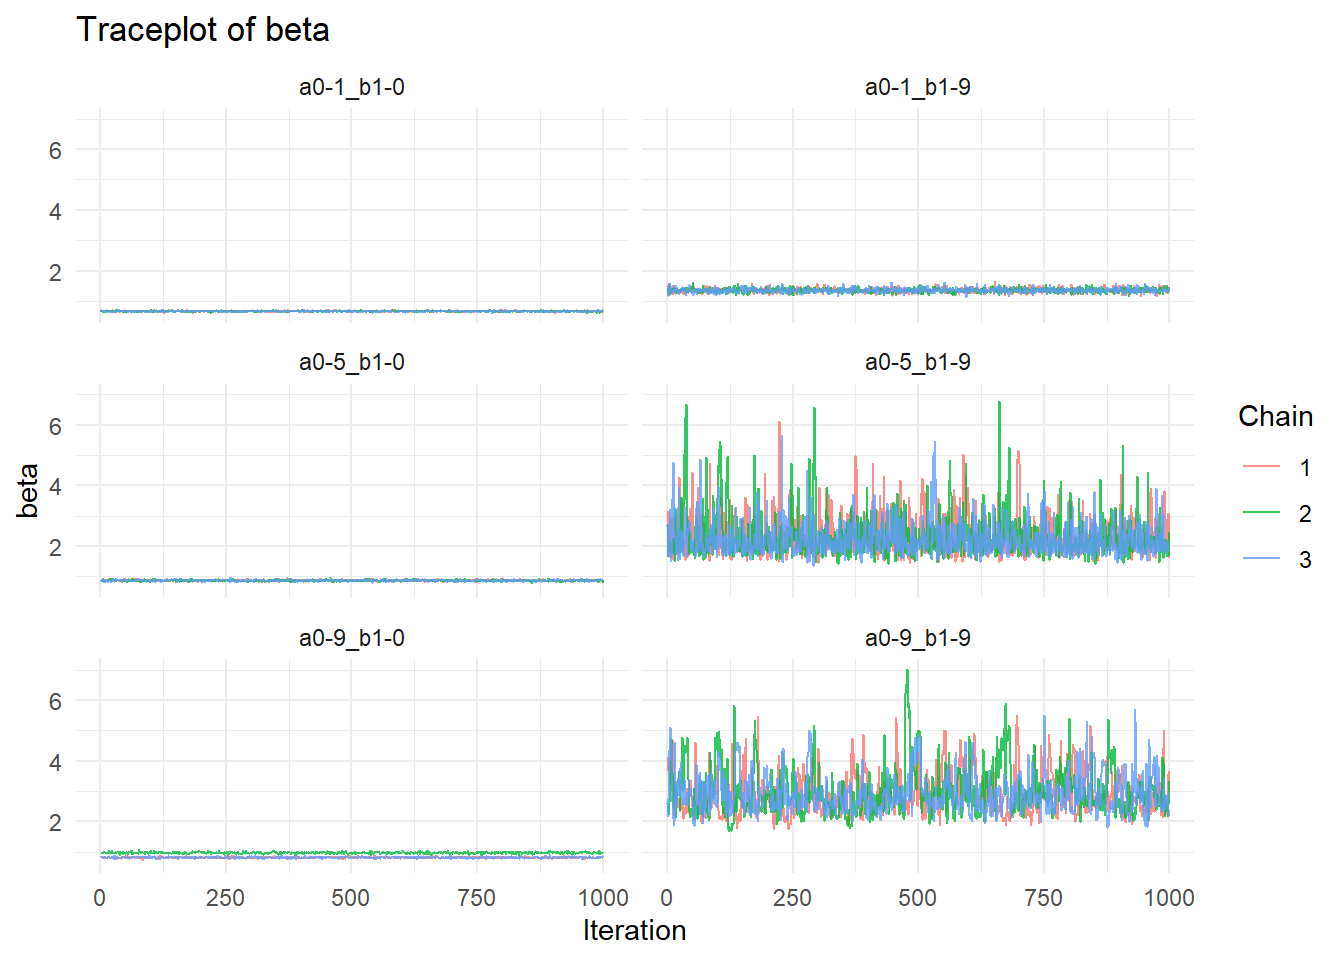 Traceplot of beta
a0-1_b1-0
a0-1_b1-9
6
4
2
a0-5_b1-0
a0-5_b1-9
6
4
2
beta
a0-9_b1-0
a0-9_b1-9
6
4
2
0 250 500 750 1000
0 250 500 750 1000
Iteration
Chain
1
2
3